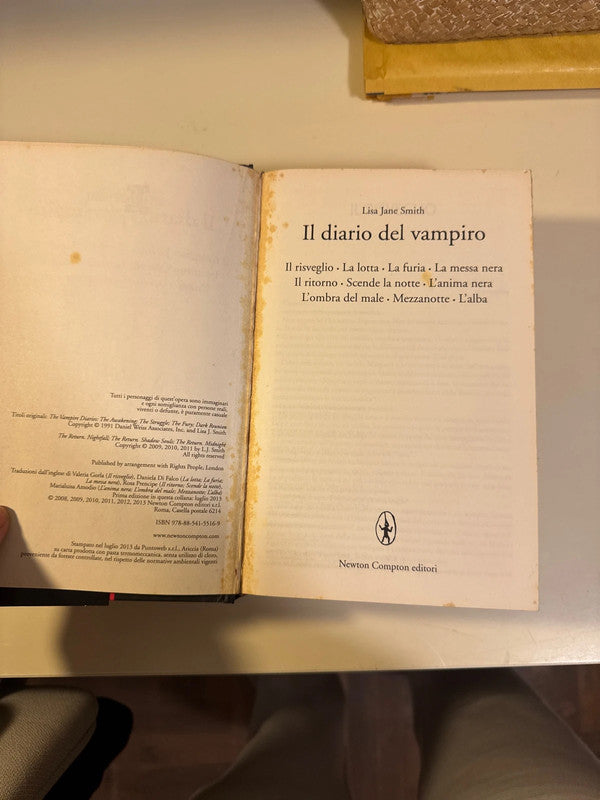 Tutti i personaggi di quest'opera sono immaginari
e ogni somiglianza con persone reali,
viventi o defunte, è puramente casuale
Titoli originali: The Vampire Diaries: The Awakening; The Struggle; The Fury; Dark Reunion
Copyright © 1991 Daniel Weiss Associates, Inc. and Lisa J. Smith.
The Return. Nightfall; The Return. Shadow Souls; The Return. Midnight
Copyright © 2009, 2010, 2011 by L.J. Smith
All rights reserved
Published by arrangement with Rights People, London
Traduzioni dall'inglese di Valeria Gorla (Il risveglio), Daniela Di Falco (La lotta; La furia;
La messa nera), Rosa Prencipe (Il ritorno; Scende la notte),
Marialuisa Amodio (L'anima nera; L'ombra del male; Mezzanotte; L'alba)
Prima edizione in questa collana: luglio 2013
© 2008, 2009, 2010, 2011, 2012, 2013 Newton Compton editori s.r.l.
Roma, Casella postale 6214
ISBN 978-88-541-5516-9
www.newtoncompton.com
Stampato nel luglio 2013 da Puntoweb s.r.l., Ariccia (Roma)
su carta prodotta con pasta termomeccanica, senza utilizzo di cloro,
proveniente da foreste controllate, nel rispetto delle normative ambientali vigenti
Lisa Jane Smith
Il diario del vampiro
Il risveglio • La lotta • La furia • La messa nera
Il ritorno • Scende la notte • L'anima nera
L'ombra del male • Mezzanotte • L'alba
Newton Compton editori